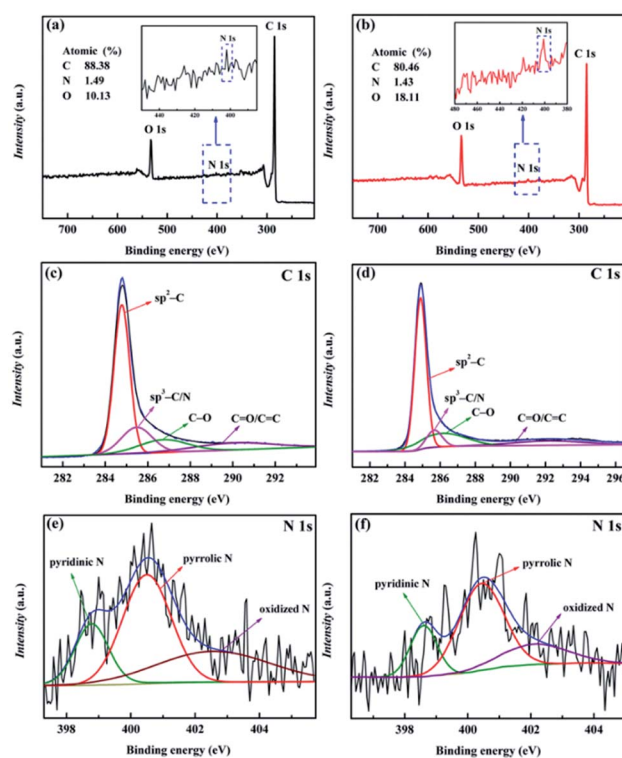 (a)
N 1s
C 1s
Atomic (%)
C 88.38
N 1.49
O 10.13
440 420 400
O 1s
N 1s
Intensity (a.u.)
700 600 500 400 300
Binding energy (eV)
(b)
N 1s
C 1s
Atomic (%)
C 80.46
N 1.43
O 18.11
480 460 440 420 400 380
O 1s
N 1s
Intensity (a.u.)
700 600 500 400 300
Binding energy (eV)
(c) C 1s
sp²–C
sp³–C/N
C–O
C=O/C=C
Intensity (a.u.)
282 284 286 288 290 292
Binding energy (eV)
(d) C 1s
sp²–C
sp³–C/N
C–O
C=O/C=C
Intensity (a.u.)
282 284 286 288 290 292 294 296
Binding energy (eV)
(e) N 1s
pyridinic N
pyrrolic N
oxidized N
Intensity (a.u.)
398 400 402 404
Binding energy (eV)
(f) N 1s
pyrrolic N
pyridinic N
oxidized N
Intensity (a.u.)
396 398 400 402 404
Binding energy (eV)